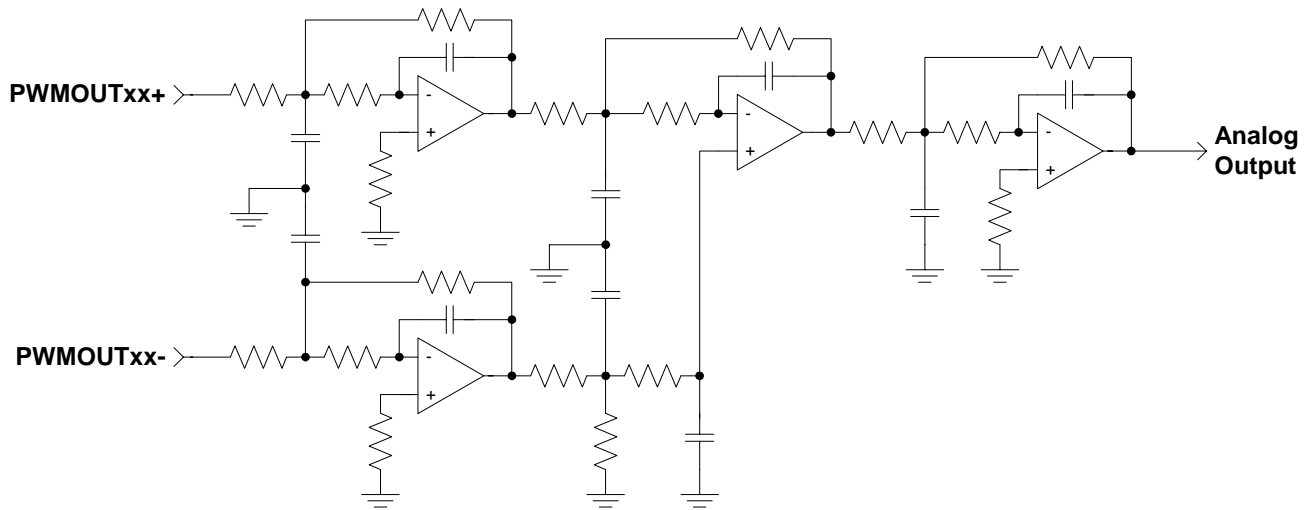 PWMOUTxx+
Analog
Output
PWMOUTxx-
-
+
-
+
-
+
-
+